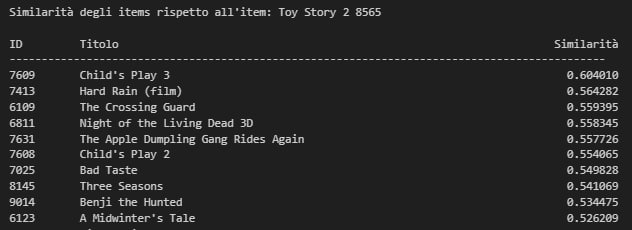 Similarità degli items rispetto all'item: Toy Story 2 8565
ID Titolo Similarità
--------------------------------------------------------------------------------------------
7609 Child's Play 3 0.604010
7413 Hard Rain (film) 0.564282
6109 The Crossing Guard 0.559395
6811 Night of the Living Dead 3D 0.558345
7631 The Apple Dumpling Gang Rides Again 0.557726
7608 Child's Play 2 0.554065
7025 Bad Taste 0.549828
8145 Three Seasons 0.541069
9014 Benji the Hunted 0.534475
6123 A Midwinter's Tale 0.526209